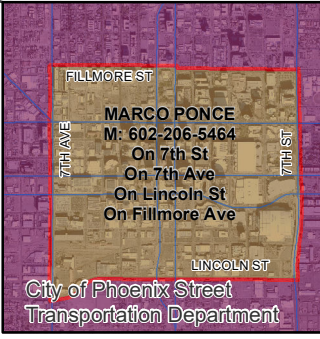 FILLMORE ST
MARCO PONCE
M: 602-206-5464
On 7th St
On 7th Ave
On Lincoln St
On Fillmore Ave
7TH AVE
7TH ST
LINCOLN ST
City of Phoenix Street
Transportation Department